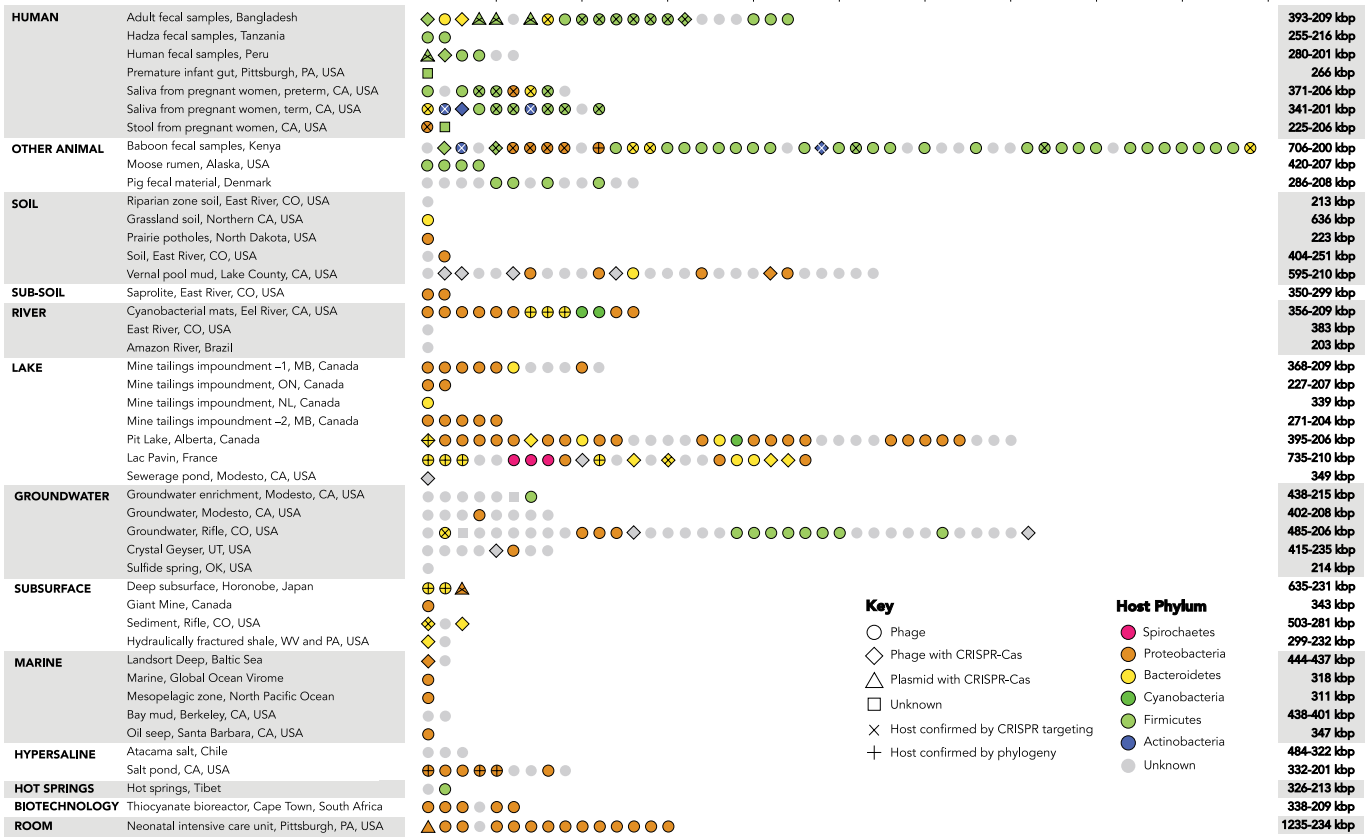 HUMAN Adult fecal samples, Bangladesh 393-209 kbp
Hadza fecal samples, Tanzania 255-216 kbp
Human fecal samples, Peru 280-201 kbp
Premature infant gut, Pittsburgh, PA, USA 266 kbp
Saliva from pregnant women, preterm, CA, USA 371-206 kbp
Saliva from pregnant women, term, CA, USA 341-201 kbp
Stool from pregnant women, CA, USA 225-206 kbp
OTHER ANIMAL Baboon fecal samples, Kenya 706-200 kbp
Moose rumen, Alaska, USA 420-207 kbp
Pig fecal material, Denmark 286-208 kbp
SOIL Riparian zone soil, East River, CO, USA 213 kbp
Grassland soil, Northern CA, USA 636 kbp
Prairie potholes, North Dakota, USA 223 kbp
Soil, East River, CO, USA 404-251 kbp
Vernal pool mud, Lake County, CA, USA 595-210 kbp
SUB-SOIL Saprolite, East River, CO, USA 350-299 kbp
RIVER Cyanobacterial mats, Eel River, CA, USA 356-209 kbp
East River, CO, USA 383 kbp
Amazon River, Brazil 203 kbp
LAKE Mine tailings impoundment –1, MB, Canada 368-209 kbp
Mine tailings impoundment, ON, Canada 227-207 kbp
Mine tailings impoundment, NL, Canada 339 kbp
Mine tailings impoundment –2, MB, Canada 271-204 kbp
Pit Lake, Alberta, Canada 395-206 kbp
Lac Pavin, France 735-210 kbp
Sewerage pond, Modesto, CA, USA 349 kbp
GROUNDWATER Groundwater enrichment, Modesto, CA, USA 438-215 kbp
Groundwater, Modesto, CA, USA 402-208 kbp
Groundwater, Rifle, CO, USA 485-206 kbp
Crystal Geyser, UT, USA 415-235 kbp
Sulfide spring, OK, USA 214 kbp
SUBSURFACE Deep subsurface, Horonobe, Japan 635-231 kbp
Giant Mine, Canada 343 kbp
Sediment, Rifle, CO, USA 503-281 kbp
Hydraulically fractured shale, WV and PA, USA 299-232 kbp
MARINE Landsort Deep, Baltic Sea 444-437 kbp
Marine, Global Ocean Virome 318 kbp
Mesopelagic zone, North Pacific Ocean 311 kbp
Bay mud, Berkeley, CA, USA 438-401 kbp
Oil seep, Santa Barbara, CA, USA 347 kbp
HYPERSALINE Atacama salt, Chile 484-322 kbp
Salt pond, CA, USA 332-201 kbp
HOT SPRINGS Hot springs, Tibet 326-213 kbp
BIOTECHNOLOGY Thiocyanate bioreactor, Cape Town, South Africa 338-209 kbp
ROOM Neonatal intensive care unit, Pittsburgh, PA, USA 1235-234 kbp
Key
Phage
Phage with CRISPR-Cas
Plasmid with CRISPR-Cas
Unknown
Host confirmed by CRISPR targeting
Host confirmed by phylogeny
Host Phylum
Spirochaetes
Proteobacteria
Bacteroidetes
Cyanobacteria
Firmicutes
Actinobacteria
Unknown